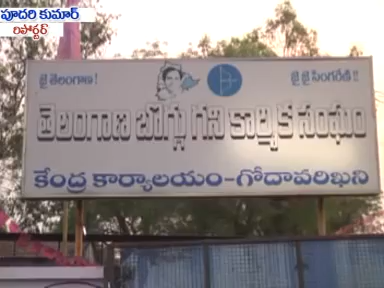 పూదరి కుమార్
రిపోర్టర్
జై తెలంగాణ! జై జై సింగరేణి!!
తెలంగాణ బొగ్గు గని కార్మిక సంఘం
కేంద్ర కార్యాలయం-గోదావరిఖని